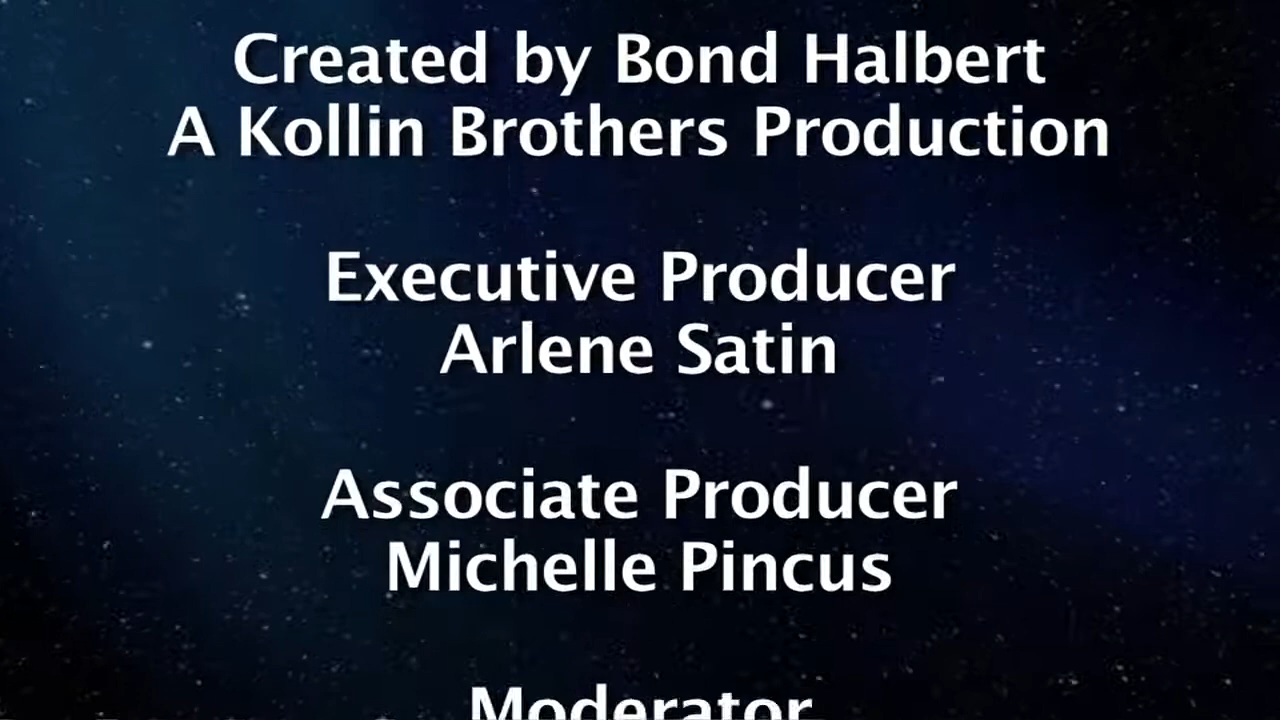 Created by Bond Halbert
A Kollin Brothers Production
Executive Producer
Arlene Satin
Associate Producer
Michelle Pincus
Moderator